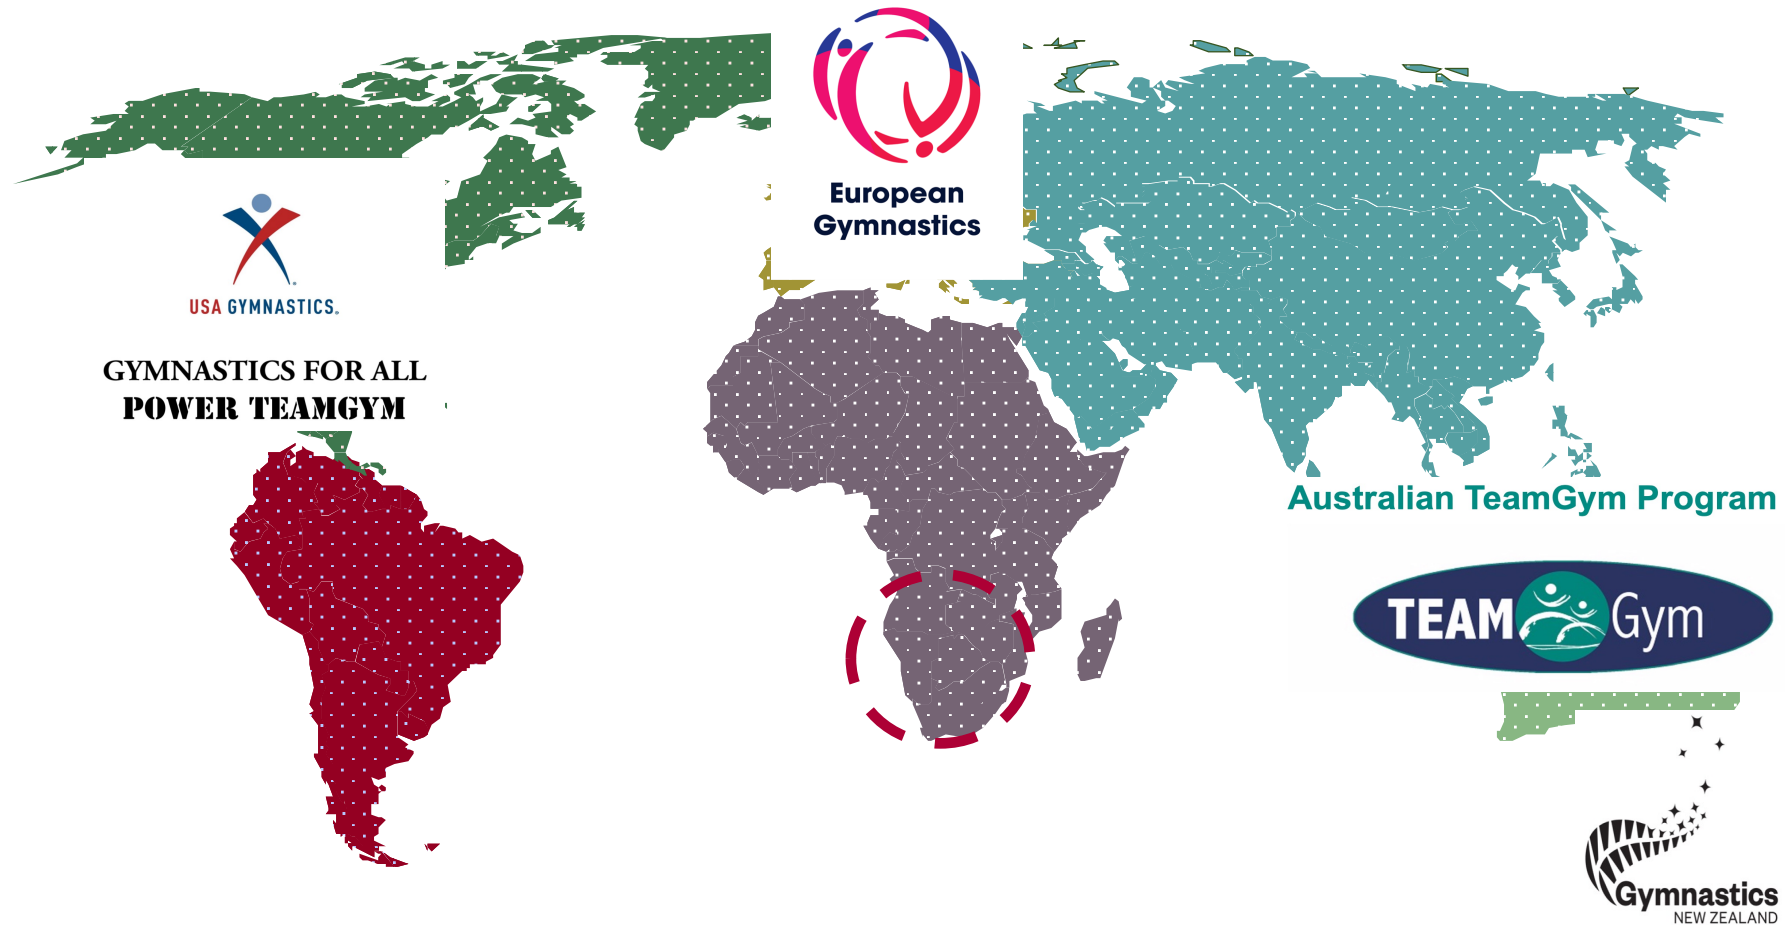 European
Gymnastics
USA GYMNASTICS.
GYMNASTICS FOR ALL
POWER TEAMGYM
Australian TeamGym Program
TEAM Gym
Gymnastics
NEW ZEALAND